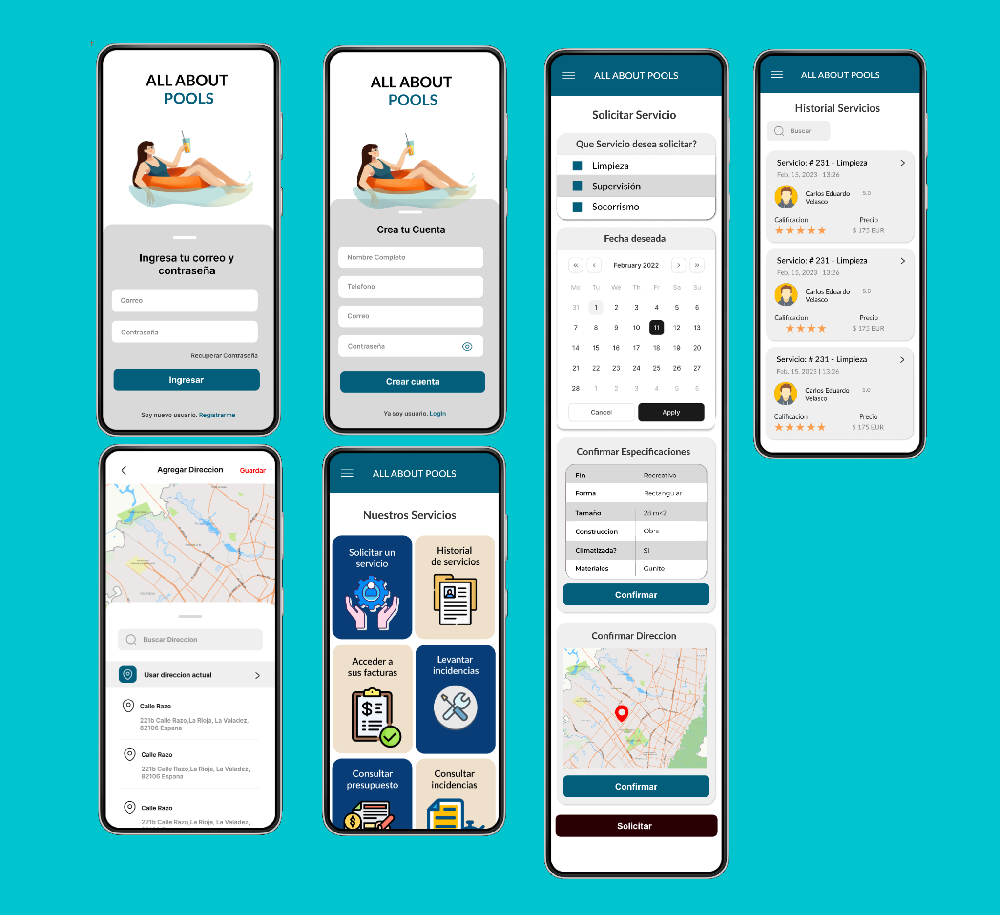 ALL ABOUT
POOLS
Ingresa tu correo y
contraseña
Correo
Contraseña
Recuperar Contraseña
Ingresar
Soy nuevo usuario. Registrarme
ALL ABOUT
POOLS
Crea tu Cuenta
Nombre Completo
Telefono
Correo
Contraseña
Crear cuenta
Ya soy usuario. LogIn
ALL ABOUT POOLS
Solicitar Servicio
Que Servicio desea solicitar?
Limpieza
Supervisión
Socorrismo
Fecha deseada
« ‹ February 2022 › »
Mo Tu We Th Fr Sa Su
31 1 2 3 4 5 6
7 8 9 10 11 12 13
14 15 16 17 18 19 20
21 22 23 24 25 26 27
28 1 2 3 4 5 6
Cancel Apply
Confirmar Especificaciones
Fin Recreativo
Forma Rectangular
Tamaño 28 m^2
Construccion Obra
Climatizada? Si
Materiales Gunite
Confirmar
Confirmar Direccion
Confirmar
Solicitar
ALL ABOUT POOLS
Historial Servicios
Buscar
Servicio: # 231 - Limpieza
Feb, 15, 2023 | 13:26
Carlos Eduardo 5.0
Velasco
Calificacion Precio
$ 175 EUR
Servicio: # 231 - Limpieza
Feb, 15, 2023 | 13:26
Carlos Eduardo 5.0
Velasco
Calificacion Precio
$ 175 EUR
Servicio: # 231 - Limpieza
Feb, 15, 2023 | 13:26
Carlos Eduardo 5.0
Velasco
Calificacion Precio
$ 175 EUR
Agregar Direccion Guardar
FONTIBÓN
Buscar Direccion
Usar direccion actual
Calle Razo
221b Calle Razo,La Rioja, La Valadez,
82106 Espana
Calle Razo
221b Calle Razo,La Rioja, La Valadez,
82106 Espana
Calle Razo
221b Calle Razo,La Rioja, La Valadez,
ALL ABOUT POOLS
Nuestros Servicios
Solicitar un
servicio
Historial
de servicios
Acceder a
sus facturas
Levantar
incidencias
Consultar
presupuesto
Consultar
incidencias